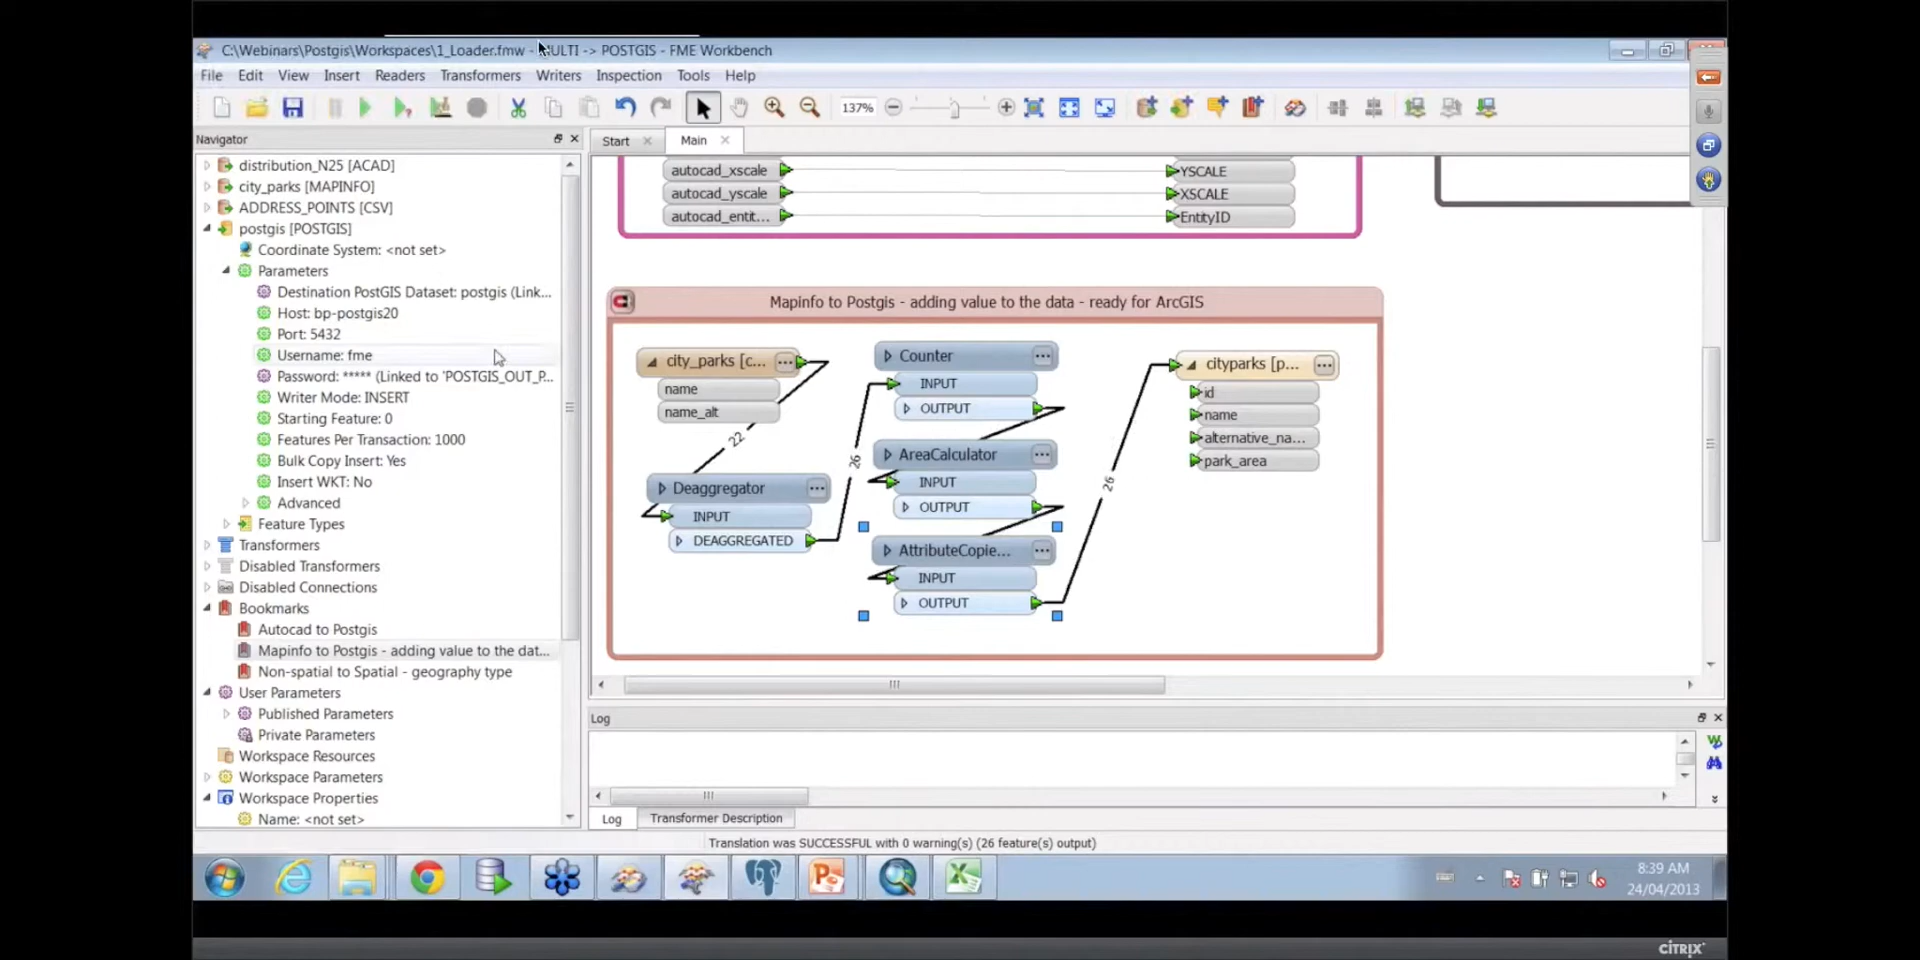 C:\Webinars\Postgis\Workspaces\1_Loader.fmw - MULTI -> POSTGIS - FME Workbench
File Edit View Insert Readers Transformers Writers Inspection Tools Help
137%
Navigator
Start
Main
distribution_N25 [ACAD]
city_parks [MAPINFO]
ADDRESS_POINTS [CSV]
postgis [POSTGIS]
Coordinate System: <not set>
Parameters
Destination PostGIS Dataset: postgis (Link...
Host: bp-postgis20
Port: 5432
Username: fme
Password: ***** (Linked to 'POSTGIS_OUT_P...
Writer Mode: INSERT
Starting Feature: 0
Features Per Transaction: 1000
Bulk Copy Insert: Yes
Insert WKT: No
Advanced
Feature Types
Transformers
Disabled Transformers
Disabled Connections
Bookmarks
Autocad to Postgis
Mapinfo to Postgis - adding value to the dat...
Non-spatial to Spatial - geography type
User Parameters
Published Parameters
Private Parameters
Workspace Resources
Workspace Parameters
Workspace Properties
Name: <not set>
autocad_xscale
YSCALE
autocad_yscale
XSCALE
autocad_entit...
EntityID
Mapinfo to Postgis - adding value to the data - ready for ArcGIS
city_parks [c...
name
name_alt
22
Deaggregator
INPUT
DEAGGREGATED
26
Counter
INPUT
OUTPUT
AreaCalculator
INPUT
OUTPUT
AttributeCopie...
INPUT
OUTPUT
26
cityparks [p...
id
name
alternative_na...
park_area
Log
Log
Transformer Description
Translation was SUCCESSFUL with 0 warning(s) (26 feature(s) output)
8:39 AM
24/04/2013
CITRIX